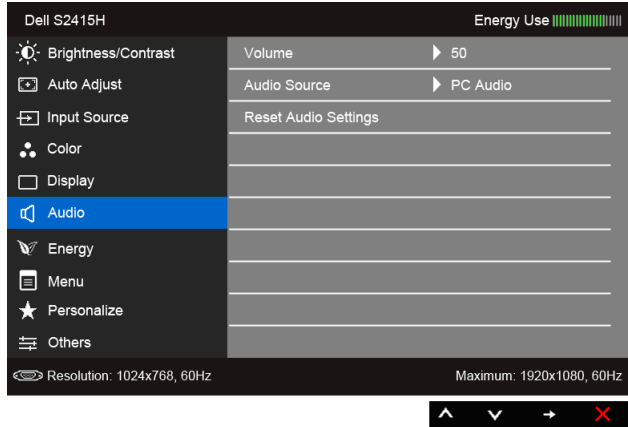 Dell S2415H Energy Use
Brightness/Contrast Volume 50
Auto Adjust Audio Source PC Audio
Input Source Reset Audio Settings
Color
Display
Audio
Energy
Menu
Personalize
Others
Resolution: 1024x768, 60Hz Maximum: 1920x1080, 60Hz